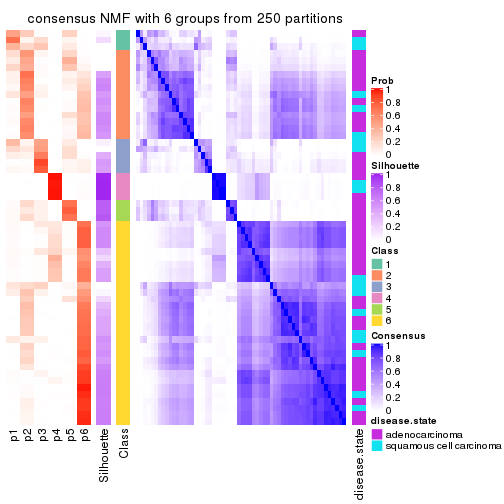 consensus NMF with 6 groups from 250 partitions
Prob
1
0.8
0.6
0.4
0.2
0
Silhouette
1
0.8
0.6
0.4
0.2
0
Class
1
2
3
4
5
6
Consensus
1
0.8
0.6
0.4
0.2
0
disease.state
adenocarcinoma
squamous cell carcinoma
p1
p2
p3
p4
p5
p6
Silhouette
Class
disease.state